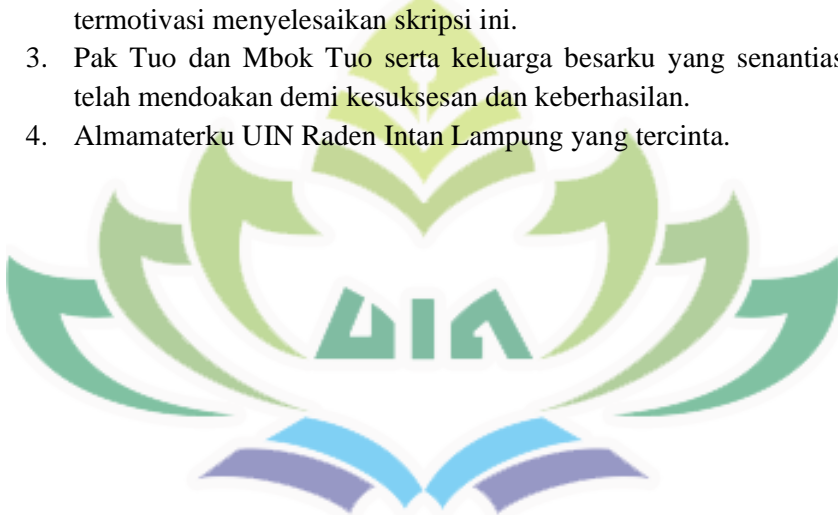 termotivasi menyelesaikan skripsi ini.
3. Pak Tuo dan Mbok Tuo serta keluarga besarku yang senantias
telah mendoakan demi kesuksesan dan keberhasilan.
4. Almamaterku UIN Raden Intan Lampung yang tercinta.
UIN